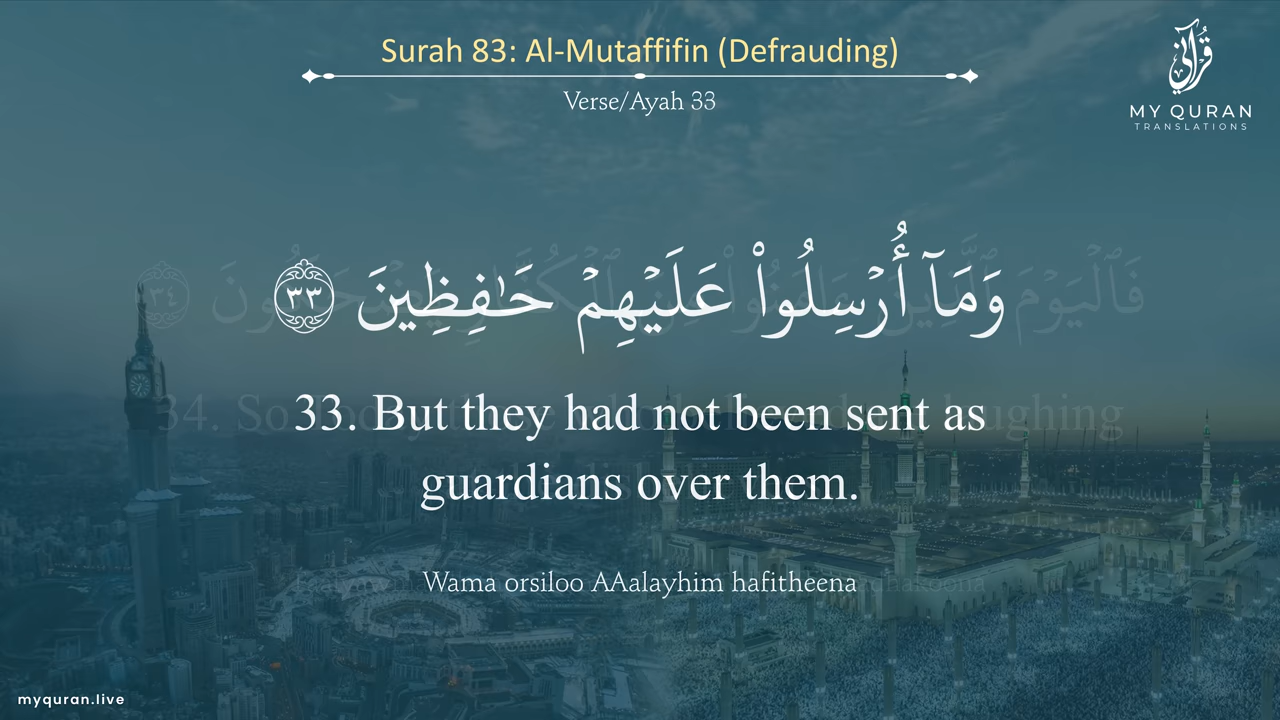 Surah 83: Al-Mutaffifin (Defrauding)
Verse/Ayah 33
قرآني
MY QURAN
TRANSLATIONS
وَمَآ أُرْسِلُوا۟ عَلَيْهِمْ حَـٰفِظِينَ ٣٣
33. But they had not been sent as
guardians over them.
Wama orsiloo AAalayhim hafitheena
myquran.live